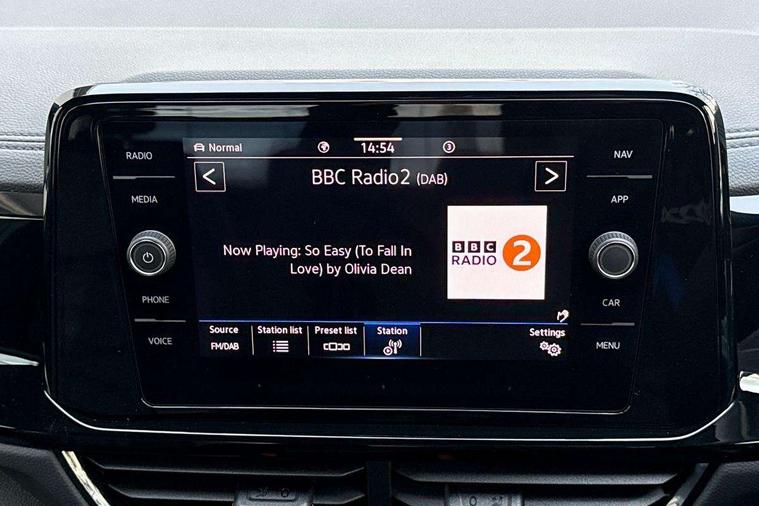 RADIO
MEDIA
PHONE
VOICE
Normal 14:54 3
< BBC Radio2 (DAB) >
Now Playing: So Easy (To Fall In
Love) by Olivia Dean
BBC
RADIO 2
Source Station list Preset list Station Settings
FM/DAB
NAV
APP
CAR
MENU